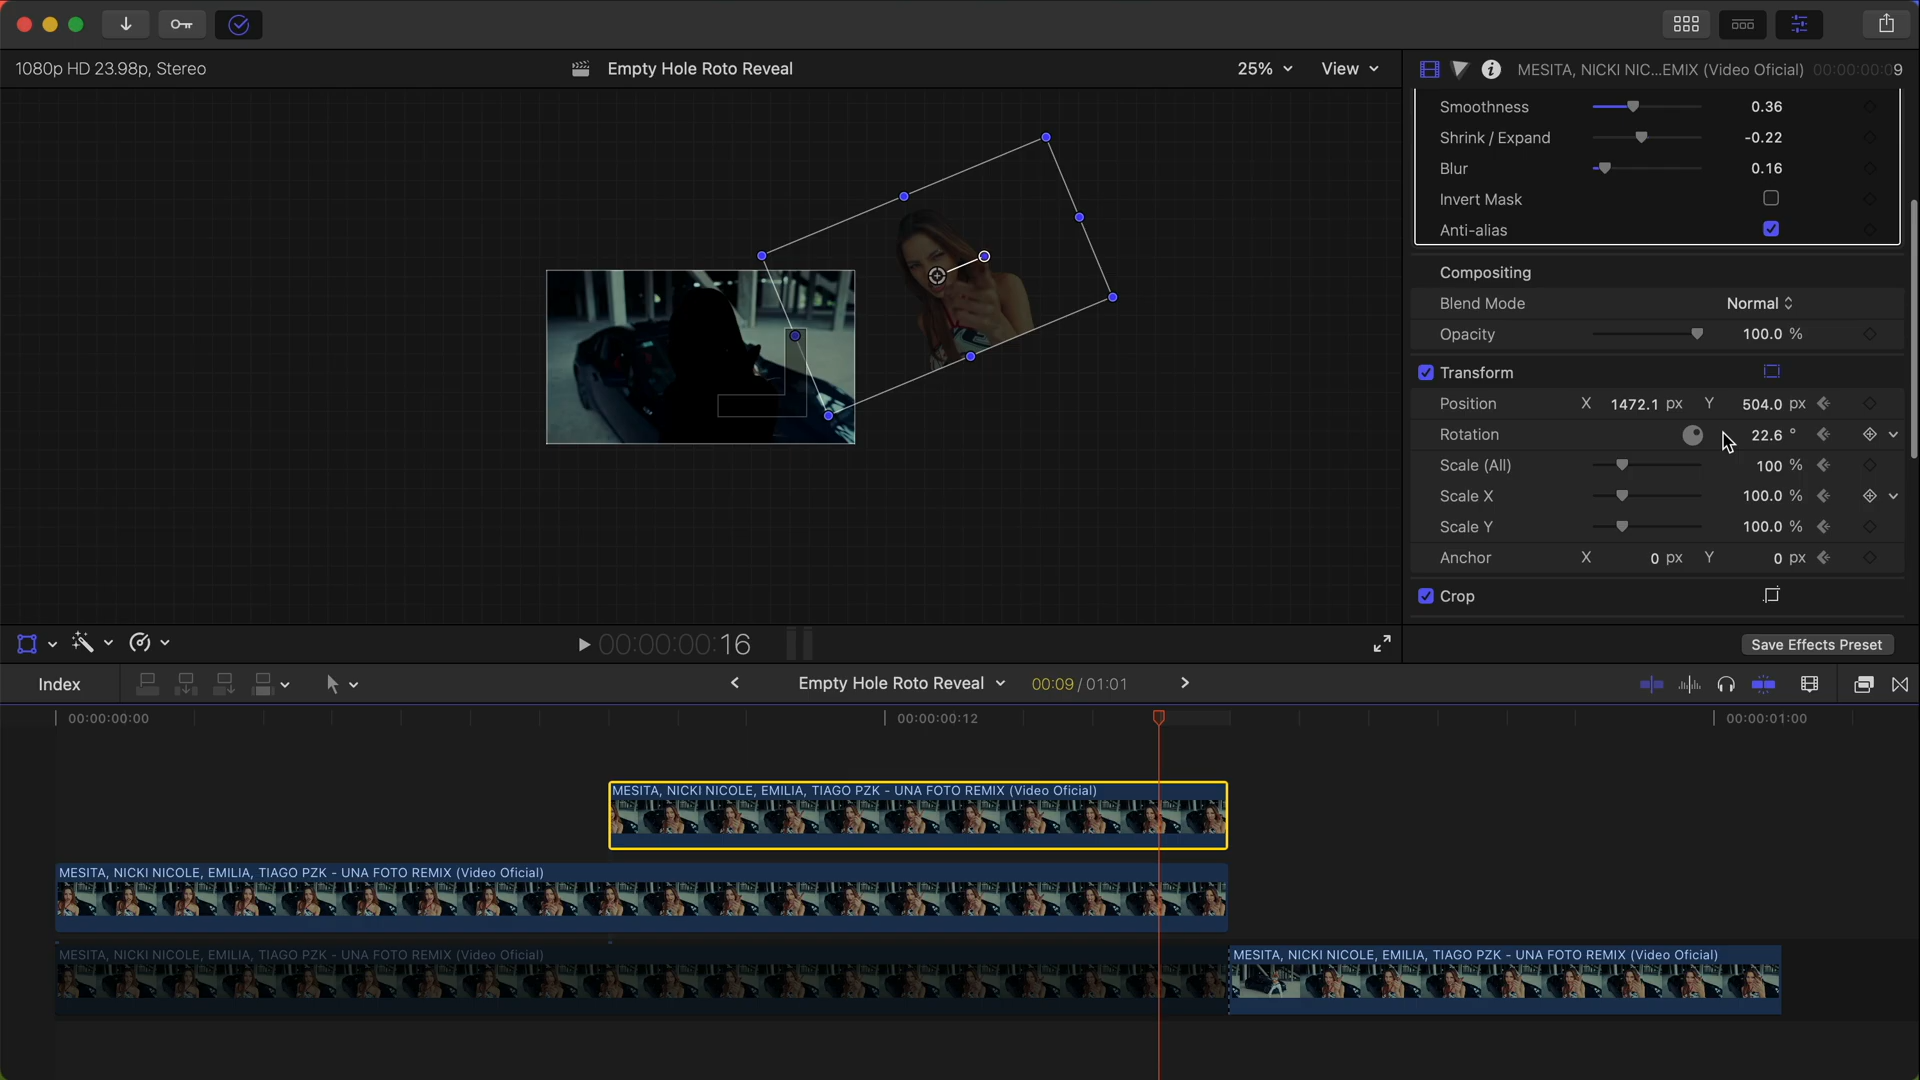 1080p HD 23.98p, Stereo
Empty Hole Roto Reveal
25%
View
MESITA, NICKI NIC...EMIX (Video Oficial)
00:00:00:09
Smoothness 0.36
Shrink / Expand -0.22
Blur 0.16
Invert Mask
Anti-alias
Compositing
Blend Mode Normal
Opacity 100.0 %
Transform
Position X 1472.1 px Y 504.0 px
Rotation 22.6 °
Scale (All) 100 %
Scale X 100.0 %
Scale Y 100.0 %
Anchor X 0 px Y 0 px
Crop
00:00:00:16
Save Effects Preset
Index
Empty Hole Roto Reveal
00:09 / 01:01
00:00:00:00
00:00:00:12
00:00:01:00
MESITA, NICKI NICOLE, EMILIA, TIAGO PZK - UNA FOTO REMIX (Video Oficial)
MESITA, NICKI NICOLE, EMILIA, TIAGO PZK - UNA FOTO REMIX (Video Oficial)
MESITA, NICKI NICOLE, EMILIA, TIAGO PZK - UNA FOTO REMIX (Video Oficial)
MESITA, NICKI NICOLE, EMILIA, TIAGO PZK - UNA FOTO REMIX (Video Oficial)